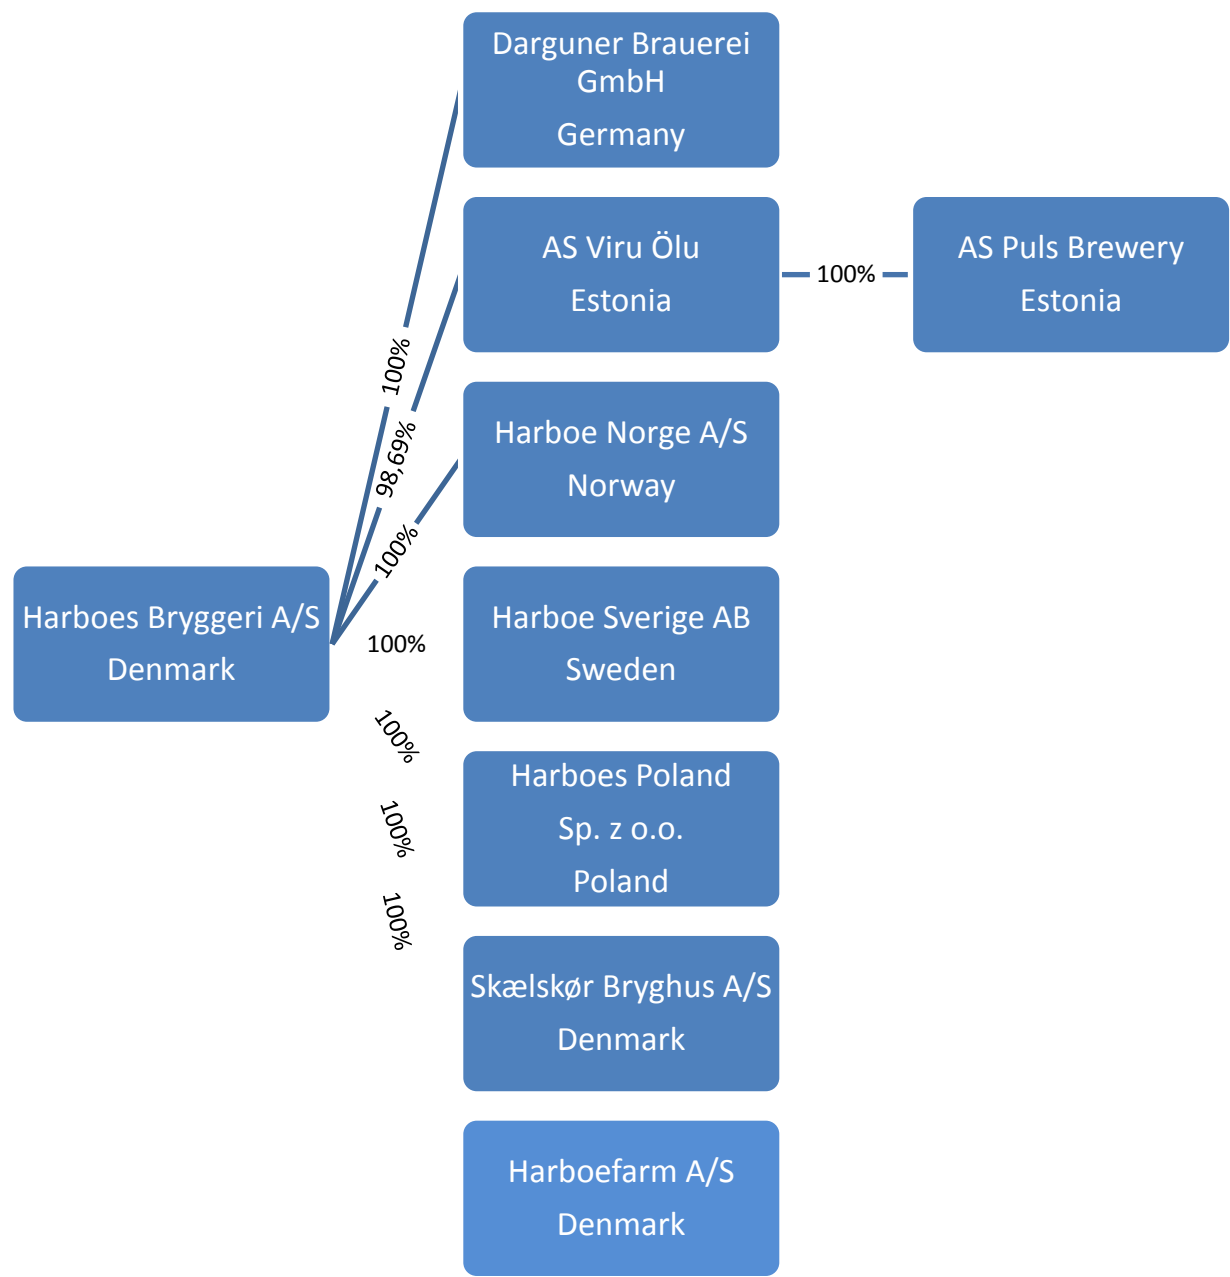 Darguner Brauerei
GmbH
Germany
AS Viru Ölu
Estonia
100%
AS Puls Brewery
Estonia
100%
98,69%
100%
Harboe Norge A/S
Norway
Harboes Bryggeri A/S
Denmark
100%
Harboe Sverige AB
Sweden
100%
Harboes Poland
Sp. z o.o.
Poland
100%
100%
Skælskør Bryghus A/S
Denmark
Harboefarm A/S
Denmark